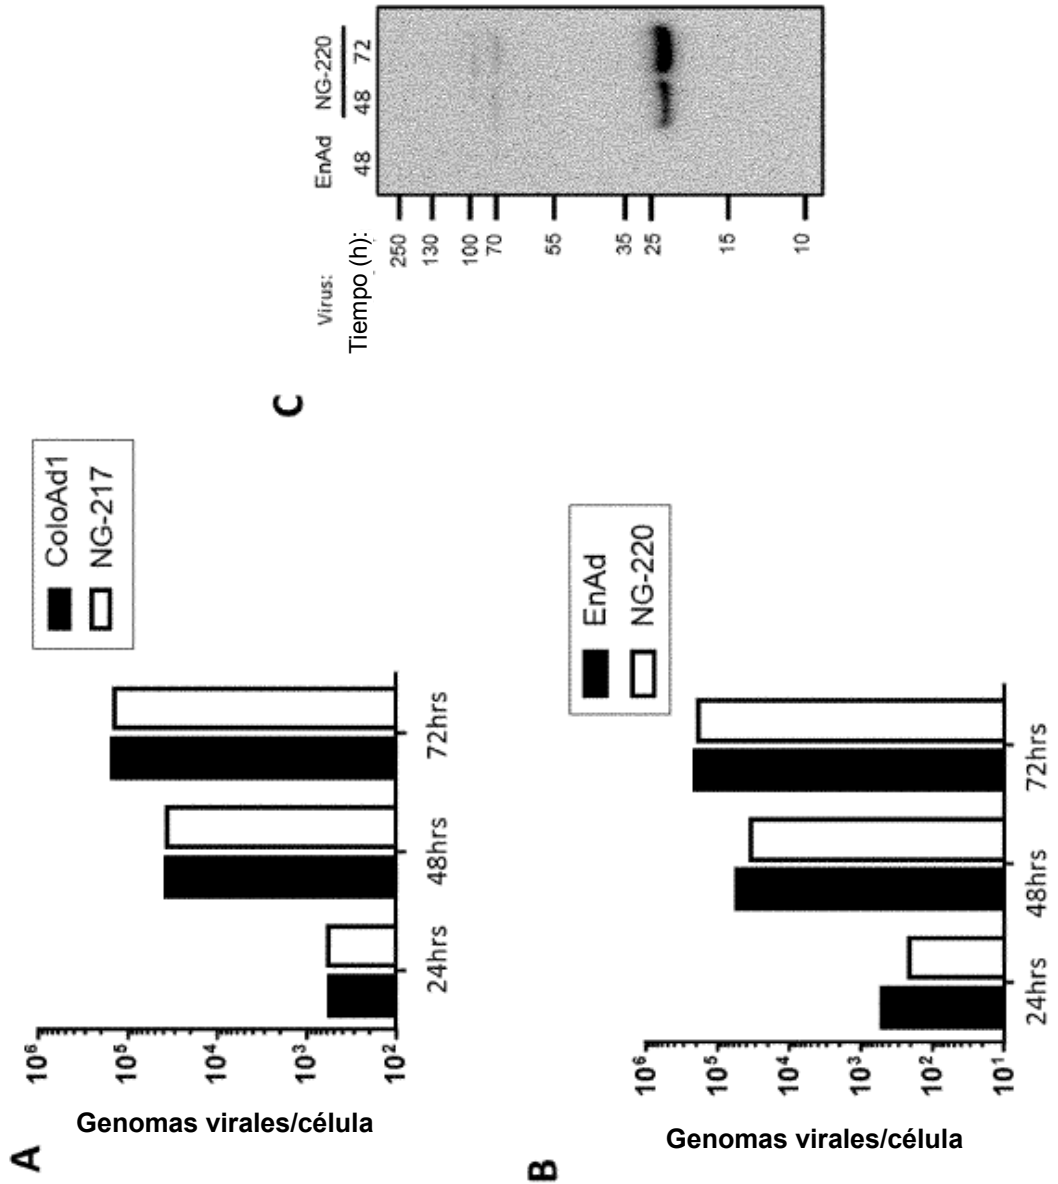 A
Genomas virales/célula
10⁶
10⁵
10⁴
10³
10²
24hrs
48hrs
72hrs
ColoAd1
NG-217
B
Genomas virales/célula
10⁶
10⁵
10⁴
10³
10²
10¹
24hrs
48hrs
72hrs
EnAd
NG-220
C
Virus: EnAd NG-220
Tiempo (h): 48 48 72
250
130
100
70
55
35
25
15
10